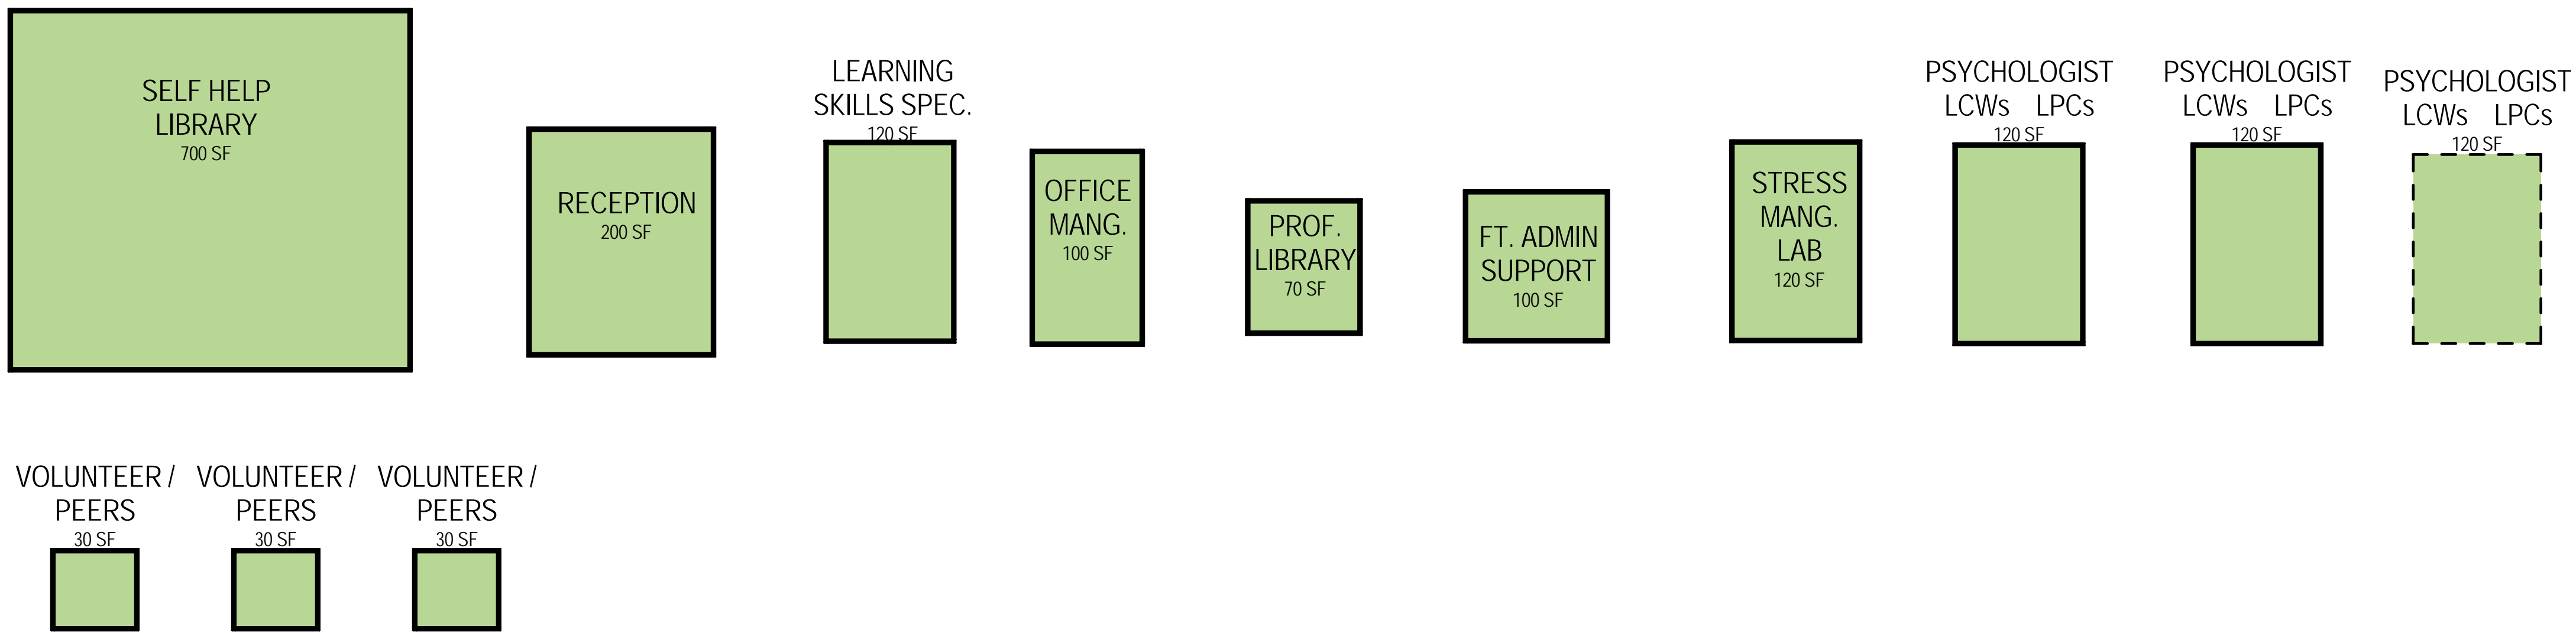 SELF HELP
LIBRARY
700 SF
RECEPTION
200 SF
LEARNING
SKILLS SPEC.
120 SF
OFFICE
MANG.
100 SF
PROF.
LIBRARY
70 SF
FT. ADMIN
SUPPORT
100 SF
STRESS
MANG.
LAB
120 SF
PSYCHOLOGIST
LCWs LPCs
120 SF
PSYCHOLOGIST
LCWs LPCs
120 SF
PSYCHOLOGIST
LCWs LPCs
120 SF
VOLUNTEER /
PEERS
30 SF
VOLUNTEER /
PEERS
30 SF
VOLUNTEER /
PEERS
30 SF